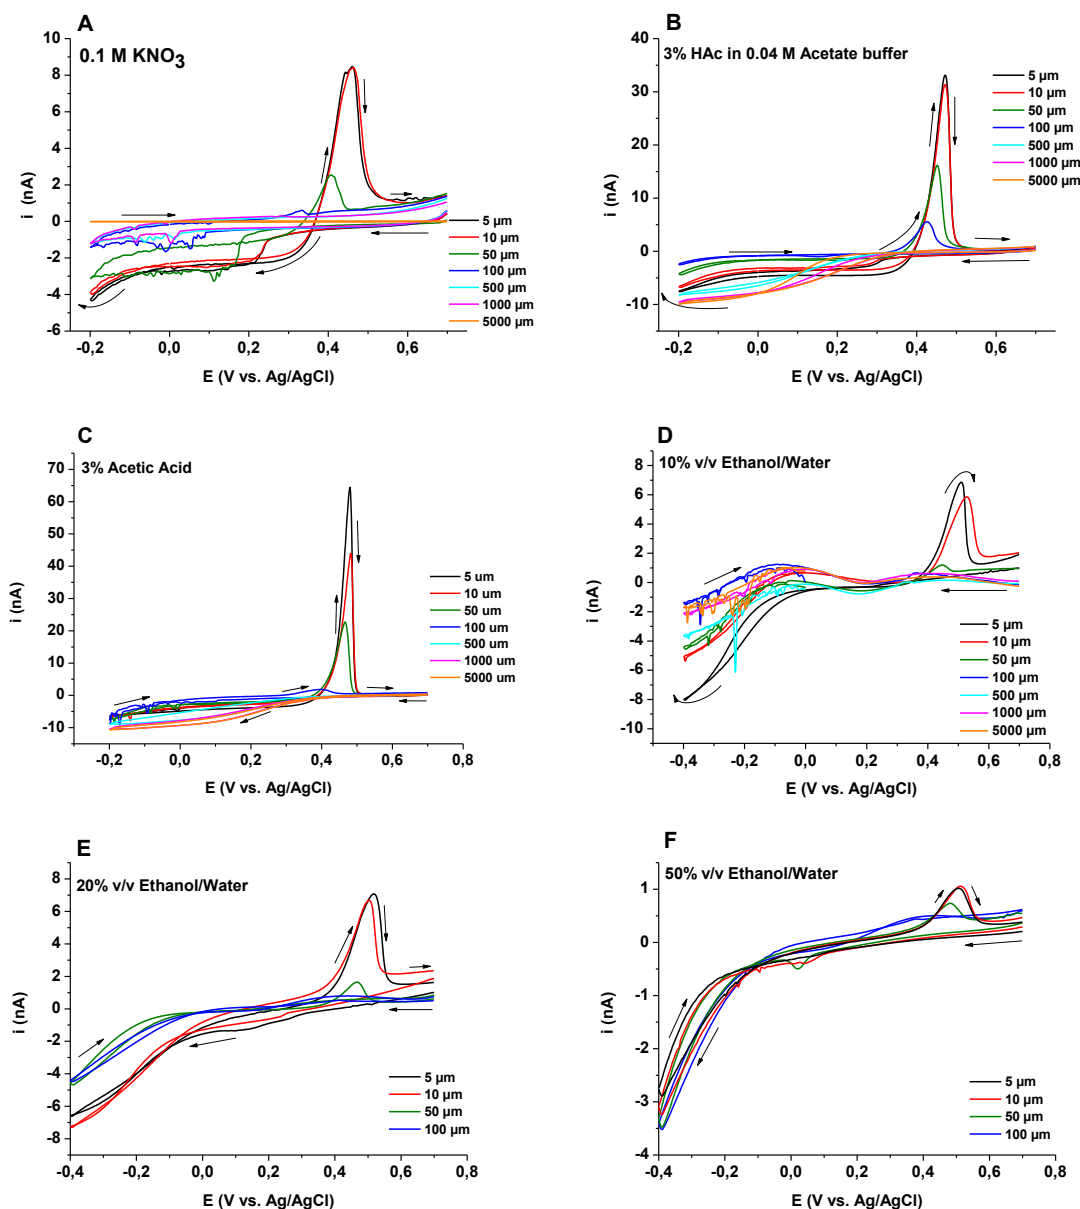 A
0.1 M KNO3
10
8
6
4
2
0
-2
-4
-6
i (nA)
-0,2 0,0 0,2 0,4 0,6
E (V vs. Ag/AgCl)
5 µm
10 µm
50 µm
100 µm
500 µm
1000 µm
5000 µm
B
3% HAc in 0.04 M Acetate buffer
40
30
20
10
0
-10
i (nA)
-0,2 0,0 0,2 0,4 0,6
E (V vs. Ag/AgCl)
5 µm
10 µm
50 µm
100 µm
500 µm
1000 µm
5000 µm
C
3% Acetic Acid
70
60
50
40
30
20
10
0
-10
i (nA)
-0,2 0,0 0,2 0,4 0,6 0,8
E (V vs. Ag/AgCl)
5 um
10 um
50 um
100 um
500 um
1000 um
5000 um
D
10% v/v Ethanol/Water
8
6
4
2
0
-2
-4
-6
-8
-10
i (nA)
-0,4 -0,2 0,0 0,2 0,4 0,6 0,8
E (V vs. Ag/AgCl)
5 µm
10 µm
50 µm
100 µm
500 µm
1000 µm
5000 µm
E
20% v/v Ethanol/Water
8
6
4
2
0
-2
-4
-6
-8
i (nA)
-0,4 -0,2 0,0 0,2 0,4 0,6 0,8
E (V vs. Ag/AgCl)
5 µm
10 µm
50 µm
100 µm
F
50% v/v Ethanol/Water
1
0
-1
-2
-3
-4
i (nA)
-0,4 -0,2 0,0 0,2 0,4 0,6 0,8
E (V vs. Ag/AgCl)
5 µm
10 µm
50 µm
100 µm